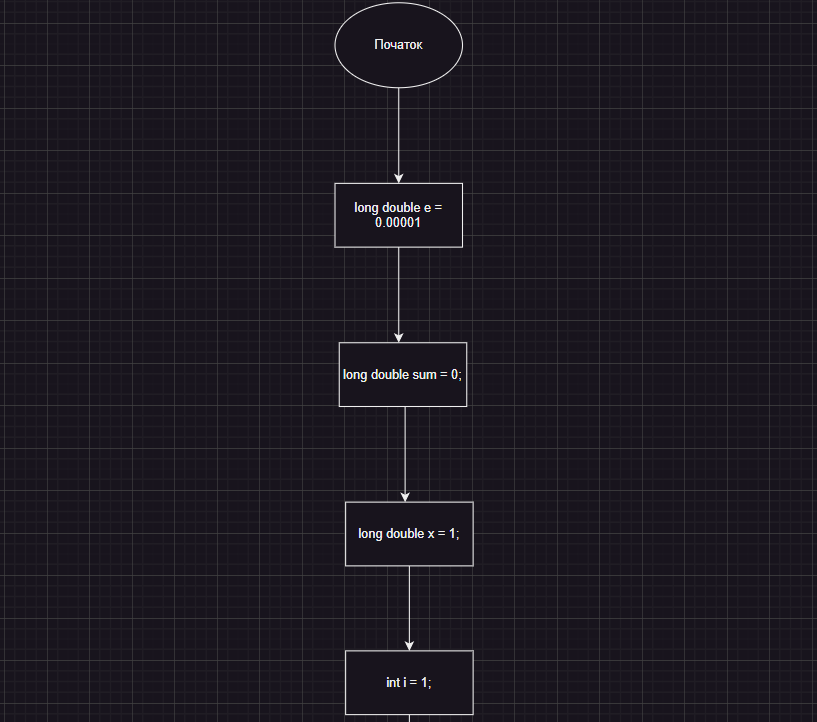 Початок
long double e =
0.00001
long double sum = 0;
long double x = 1;
int i = 1;